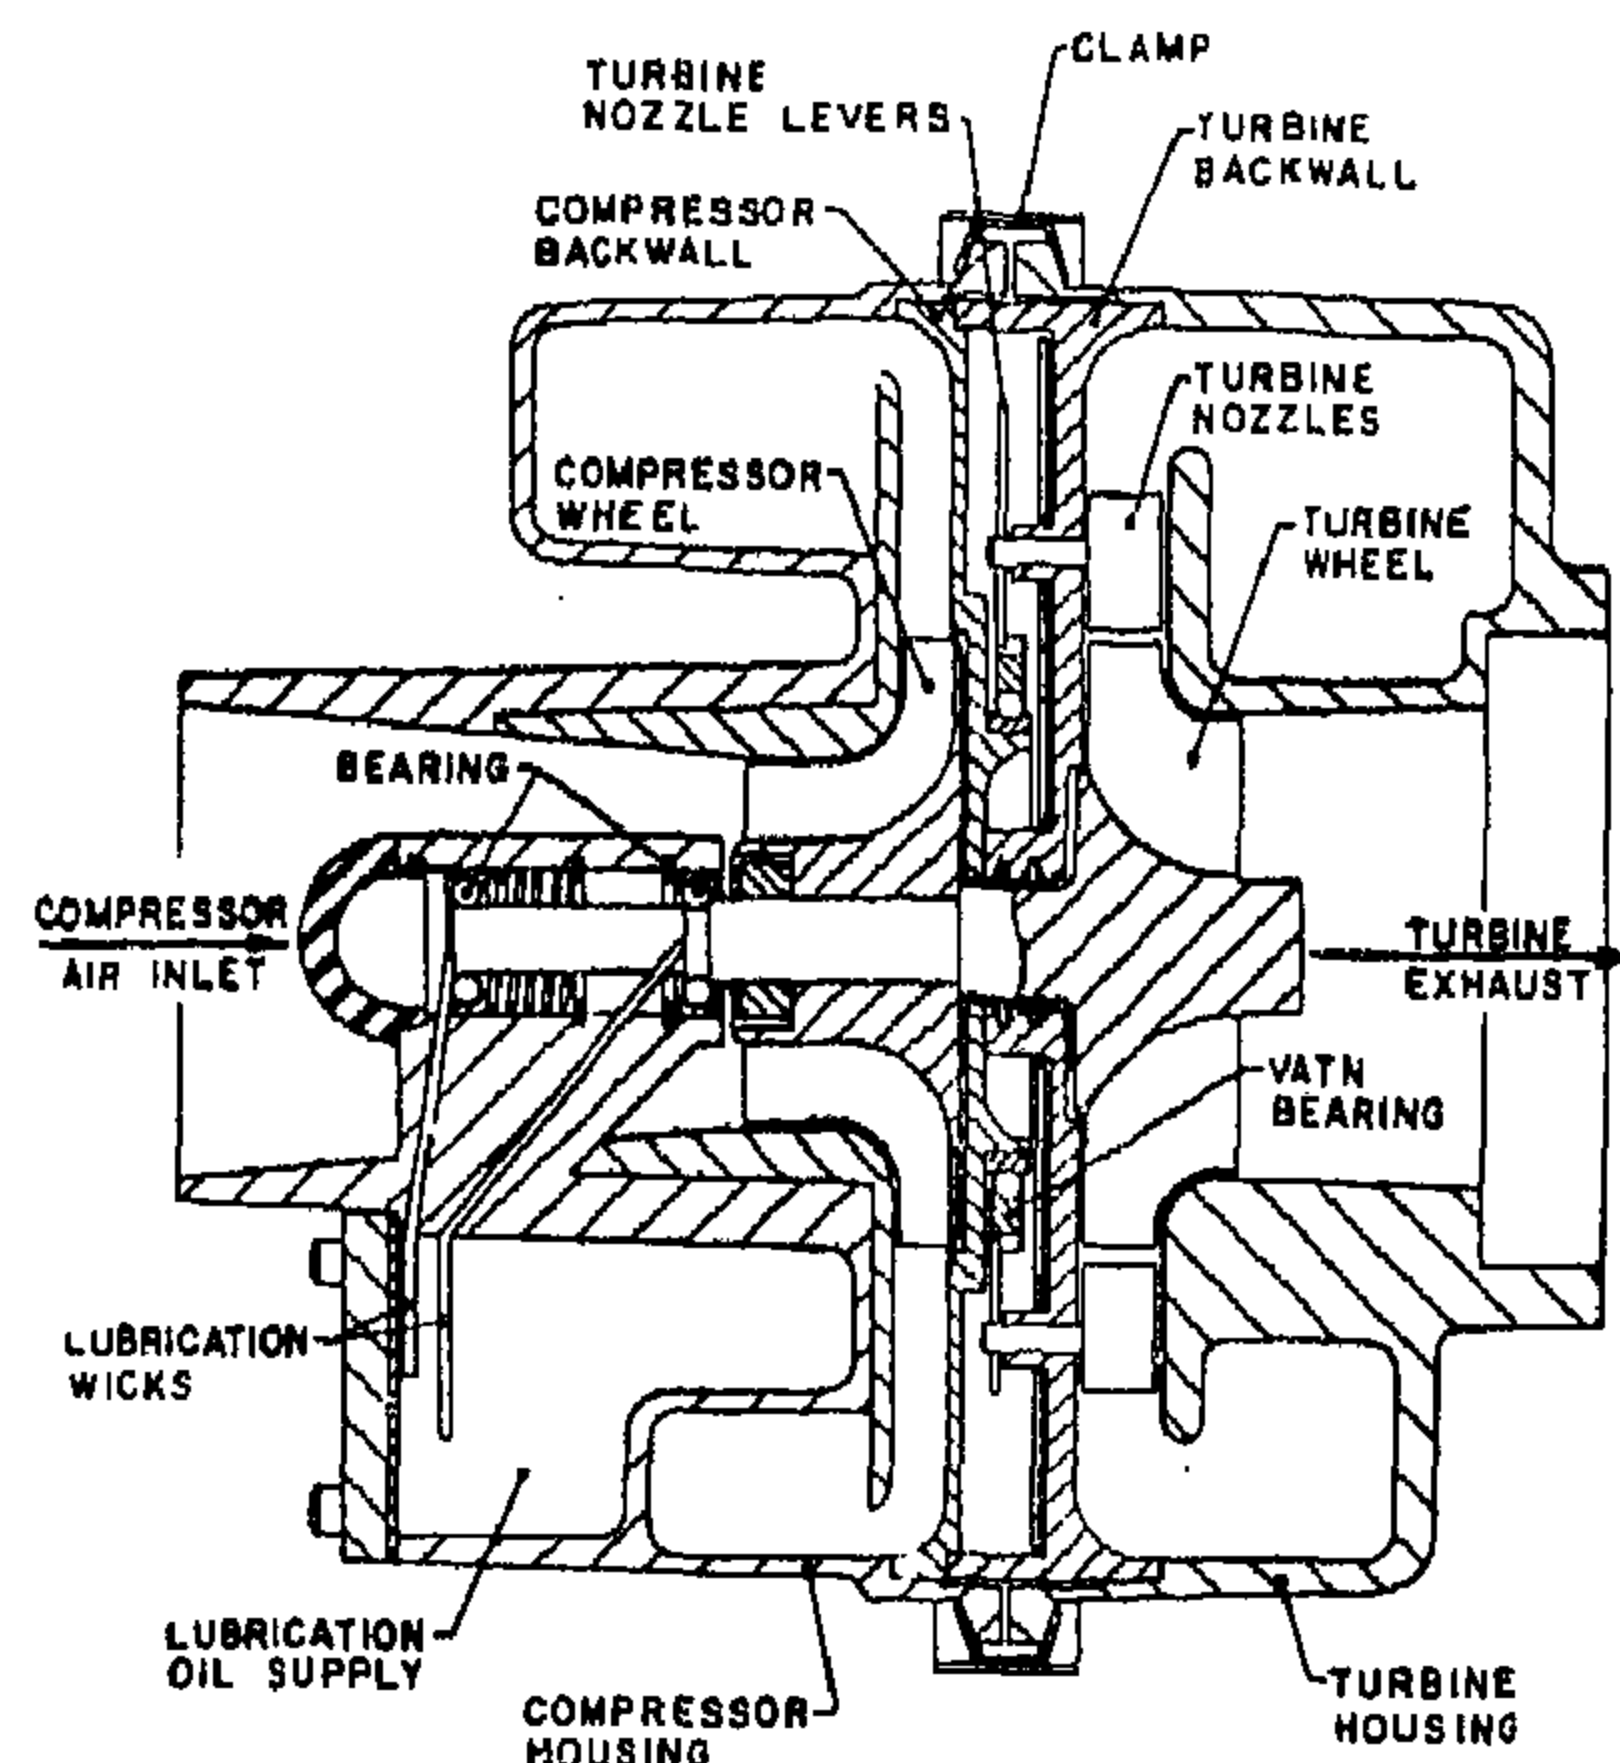 CLAMP
TURBINE
NOZZLE LEVERS
TURBINE
BACKWALL
COMPRESSOR
BACKWALL
TURBINE
NOZZLES
COMPRESSOR
WHEEL
TURBINE
WHEEL
BEARING
COMPRESSOR
AIR INLET
TURBINE
EXHAUST
VATN
BEARING
LUBRICATION
WICKS
LUBRICATION
OIL SUPPLY
TURBINE
HOUSING
COMPRESSOR
HOUSING